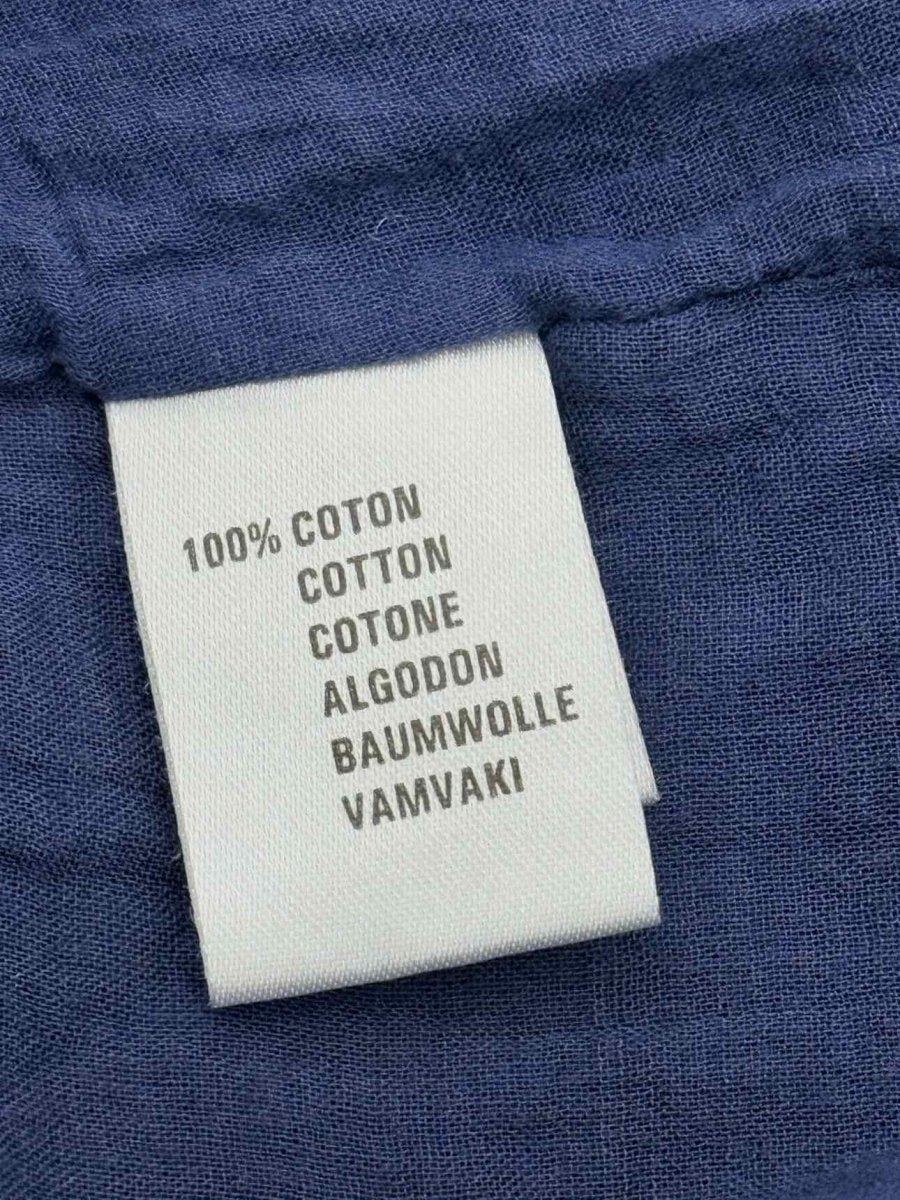 100% COTON
COTTON
COTONE
ALGODON
BAUMWOLLE
VAMVAKI